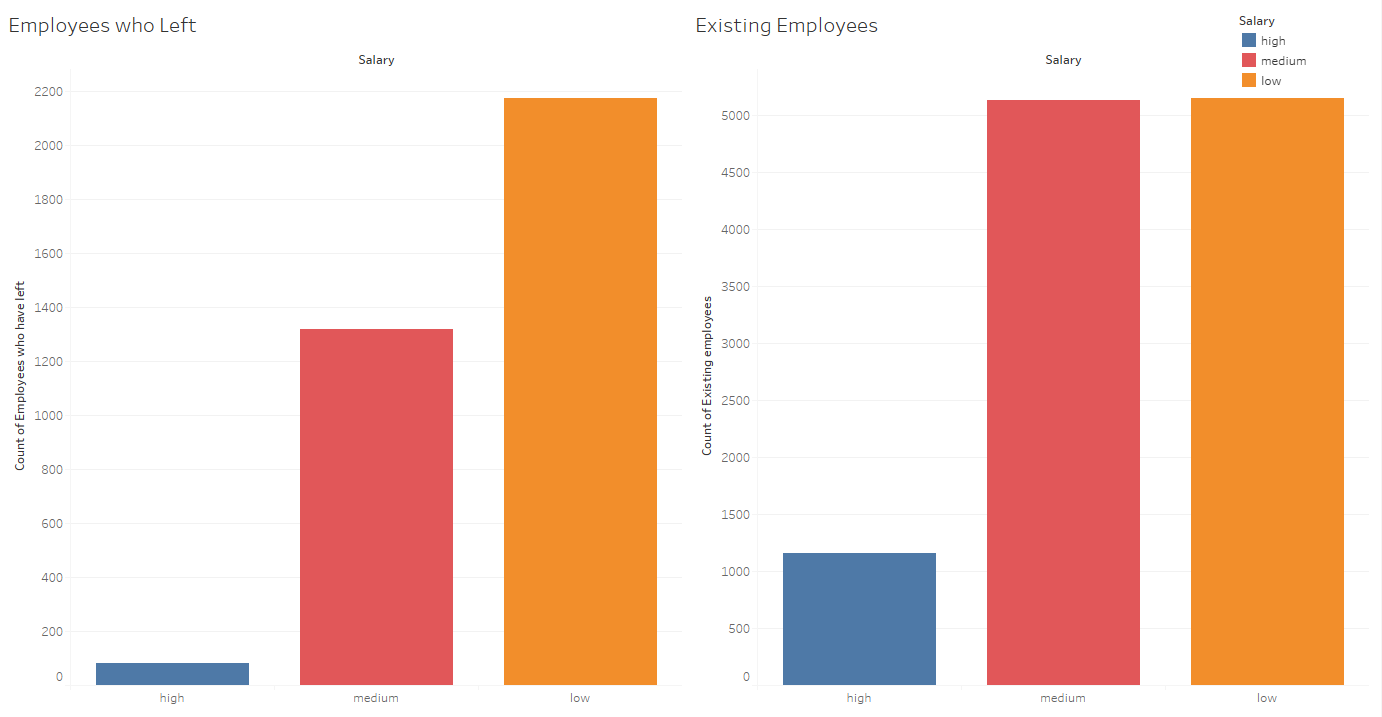 Employees who Left
Salary
Count of Employees who have left
2200
2000
1800
1600
1400
1200
1000
800
600
400
200
0
high
medium
low
Existing Employees
Salary
Count of Existing employees
5000
4500
4000
3500
3000
2500
2000
1500
1000
500
0
high
medium
low
Salary
high
medium
low